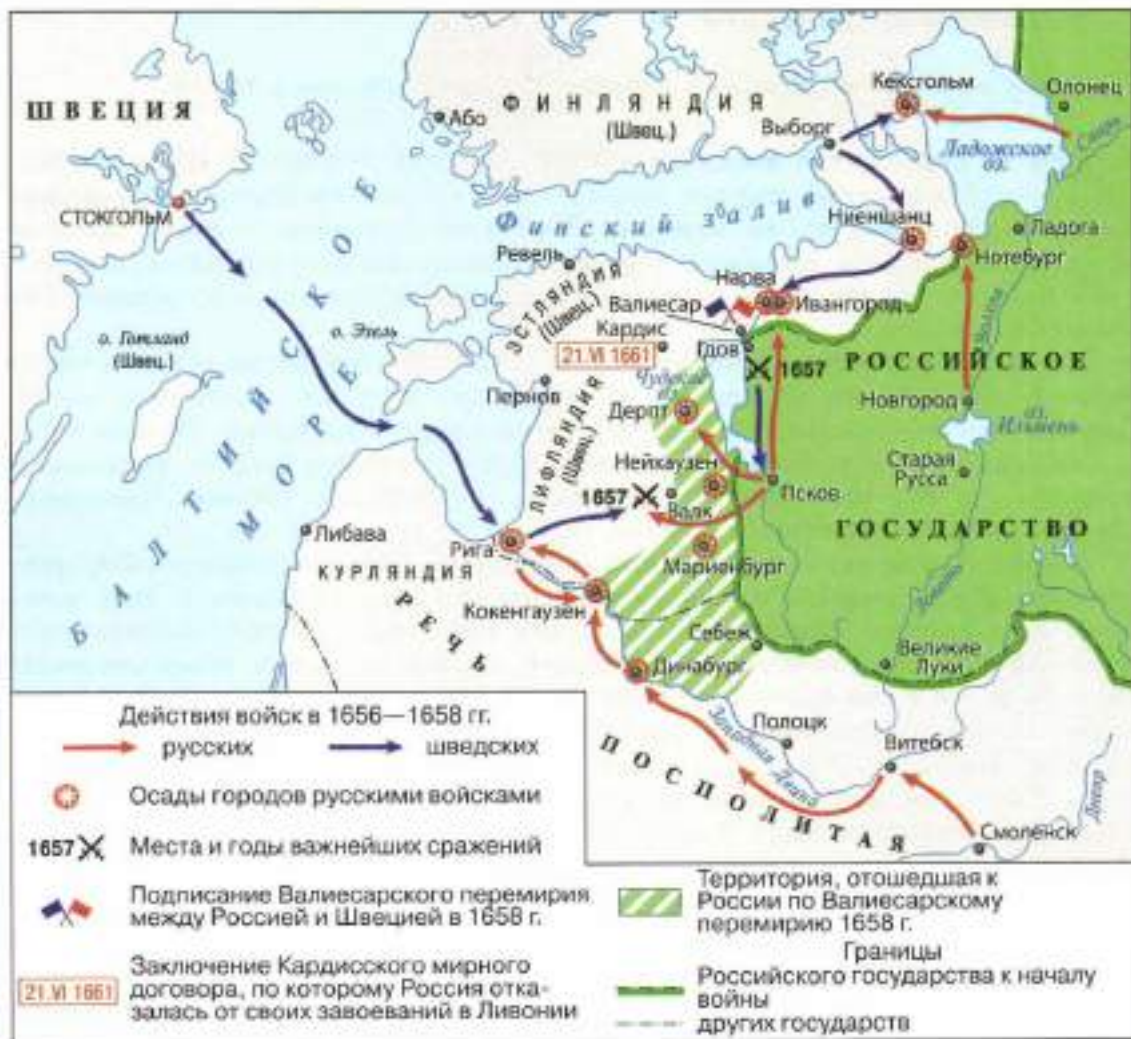 ШВЕЦИЯ
СТОКГОЛЬМ
Або
ФИНЛЯНДИЯ
(Швец.)
Выборг
Кексгольм
Олонец
Свирь
Ладожское
оз.
Ладога
Финский залив
Ниеншанц
Нотебург
Ревель
Нарва
Ивангород
Валиесар
Кардис
21.VI 1661
Гдов
1657
ЭСТЛЯНДИЯ
(Швец.)
о. Готланд
(Швец.)
о. Эзель
БАЛТИЙСКОЕ
МОРЕ
Пернов
Чудское
оз.
Дерпт
РОССИЙСКОЕ
Волхов
Новгород
оз.
Ильмень
Старая
Русса
ЛИФЛЯНДИЯ
(Швец.)
Нейхаузен
1657
Валк
Псков
ГОСУДАРСТВО
Либава
Рига
Мариенбург
КУРЛЯНДИЯ
Кокенгаузен
Ловать
Себеж
Великие
Луки
Динабург
РЕЧЬ
ПОСПОЛИТАЯ
Полоцк
Западная Двина
Витебск
Смоленск
Днепр
Действия войск в 1656—1658 гг.
русских
шведских
Осады городов русскими войсками
1657
Места и годы важнейших сражений
Подписание Валиесарского перемирия
между Россией и Швецией в 1658 г.
21.VI 1661
Заключение Кардисского мирного
договора, по которому Россия отка-
залась от своих завоеваний в Ливонии
Территория, отошедшая к
России по Валиесарскому
перемирию 1658 г.
Границы
Российского государства к началу
войны
других государств